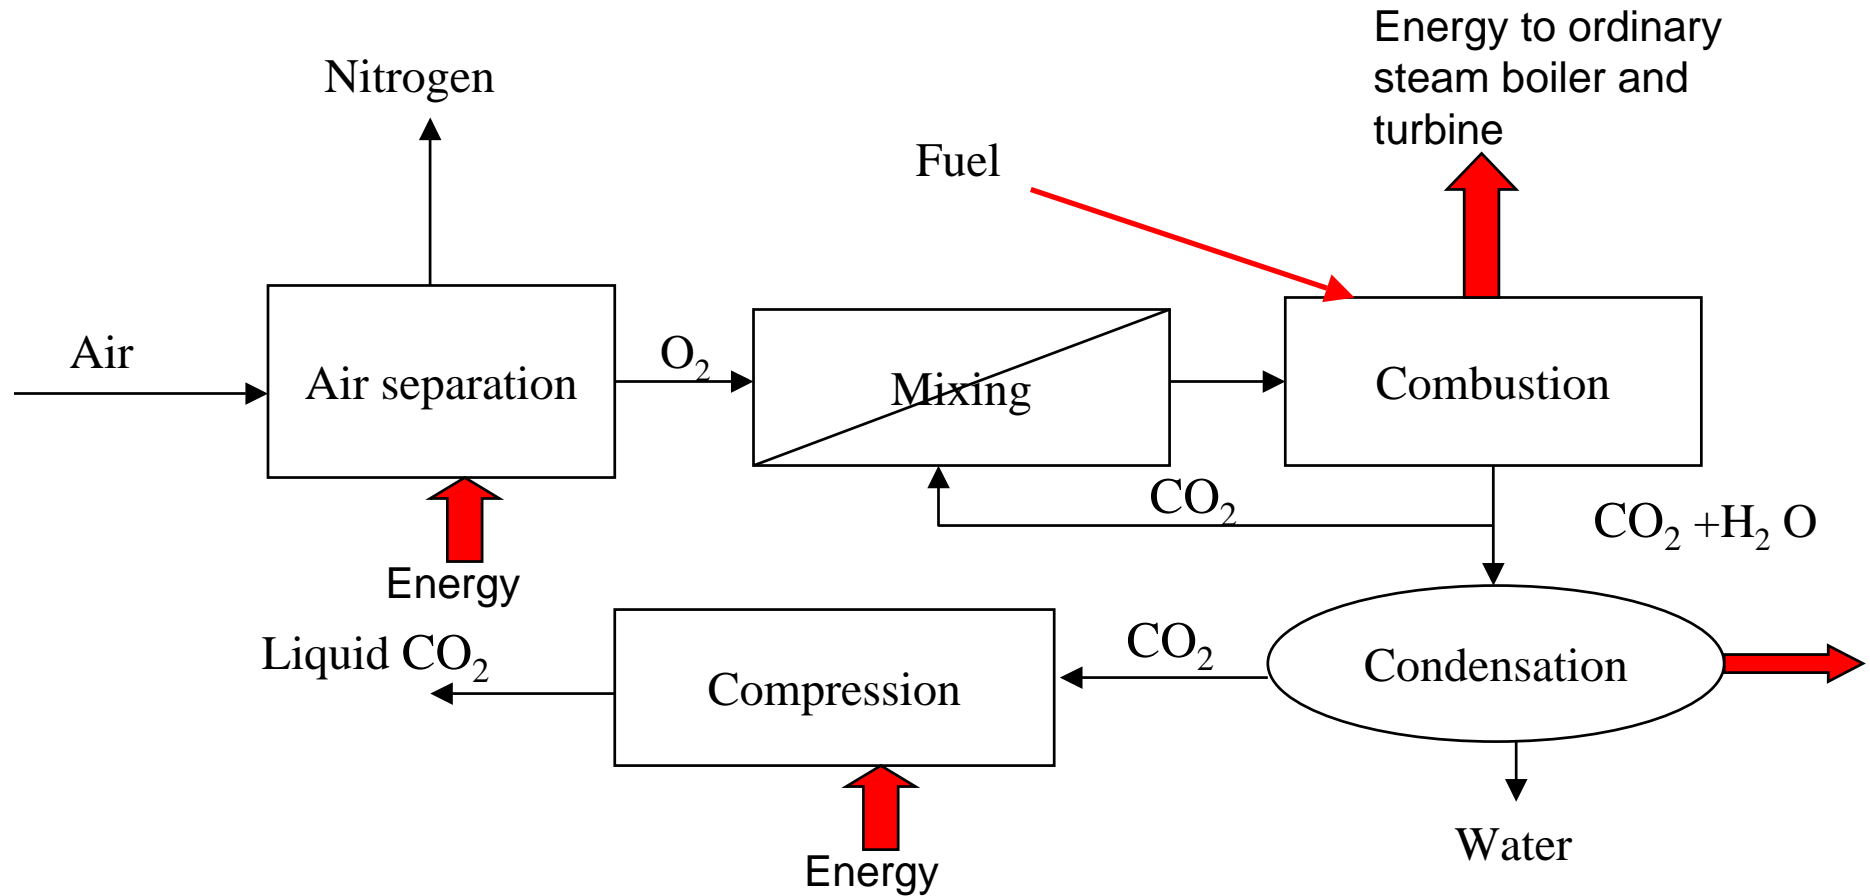 Energy to ordinary
steam boiler and
turbine
Nitrogen
Fuel
Air
Air separation
O₂
Mixing
Combustion
CO₂
CO₂ +H₂ O
Energy
Liquid CO₂
Compression
CO₂
Condensation
Water
Energy